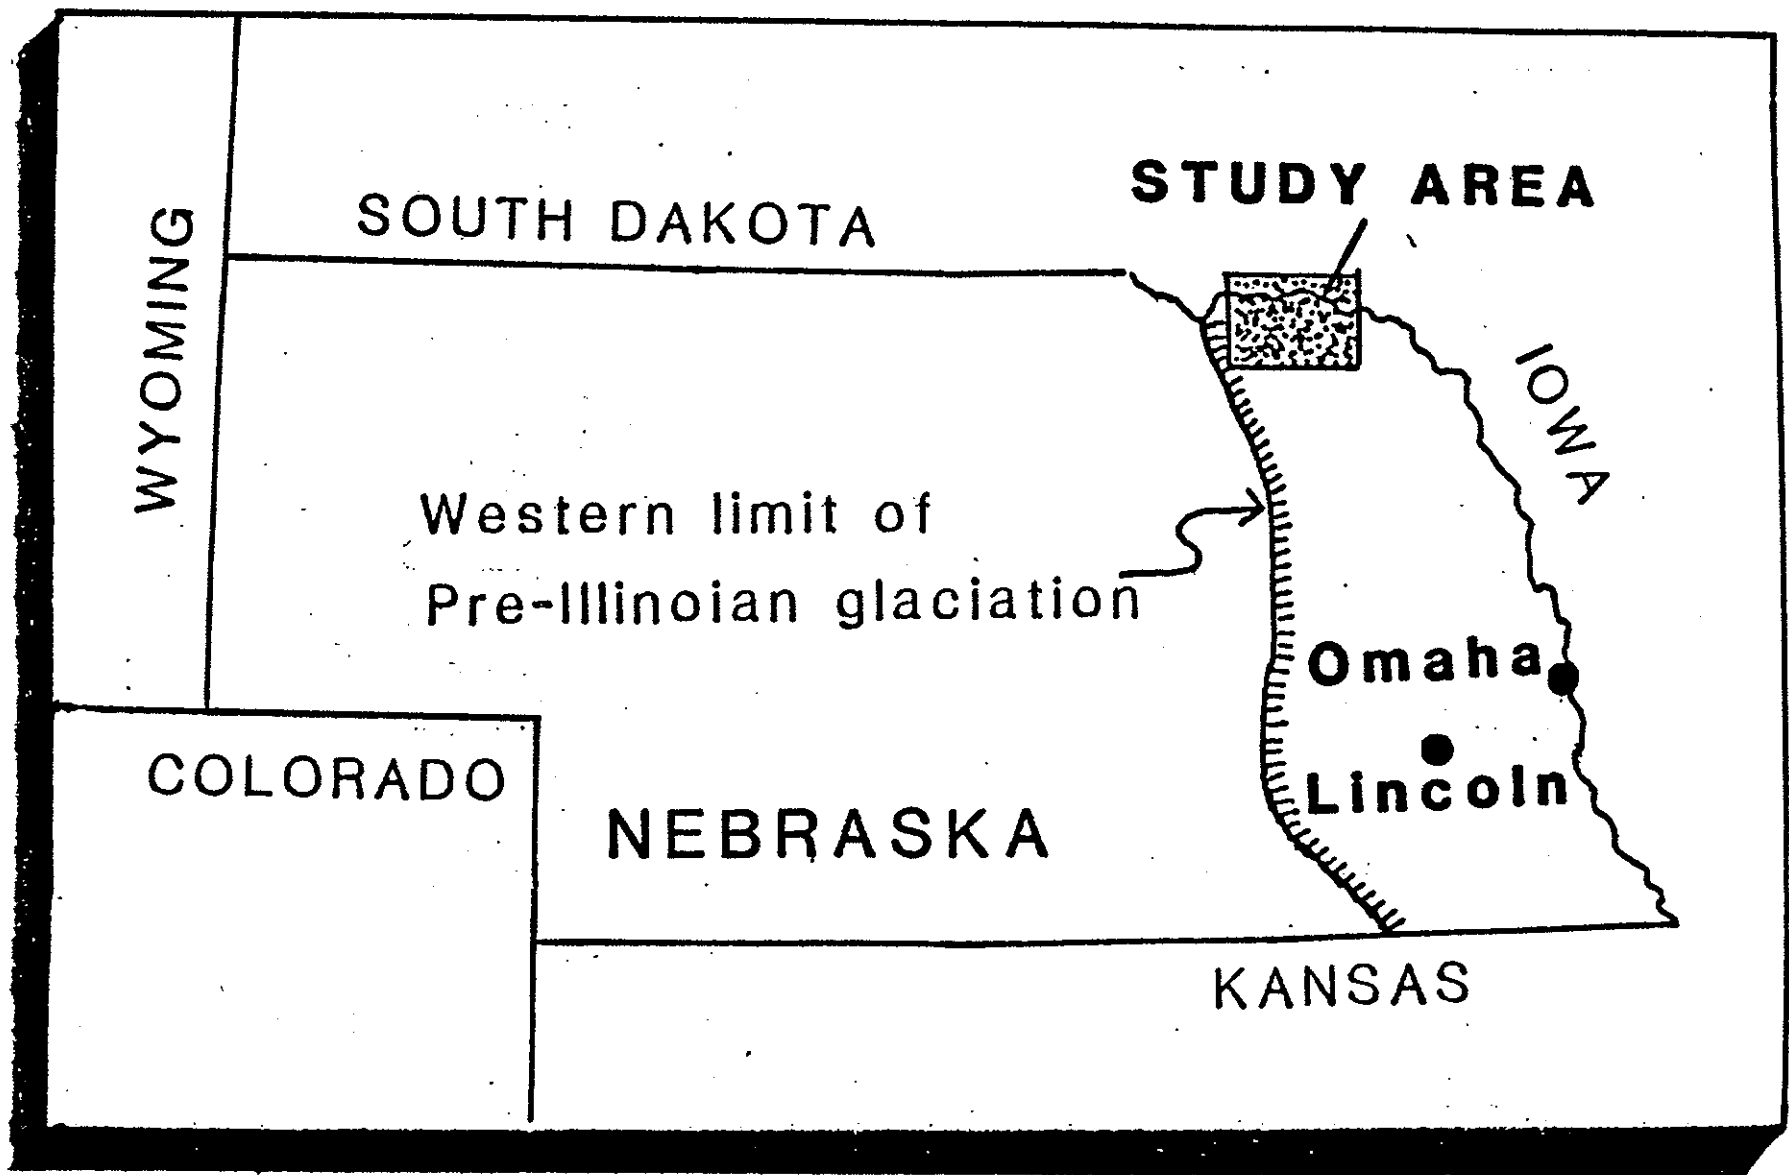 STUDY AREA
SOUTH DAKOTA
WYOMING
IOWA
Western limit of
Pre-Illinoian glaciation
Omaha
Lincoln
COLORADO
NEBRASKA
KANSAS